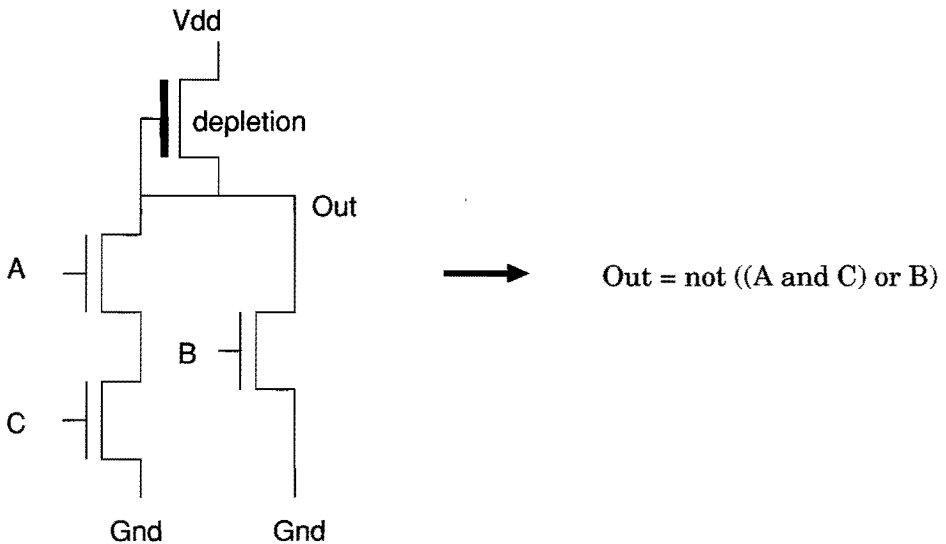 Vdd
depletion
Out
A
Out = not ((A and C) or B)
B
C
Gnd
Gnd